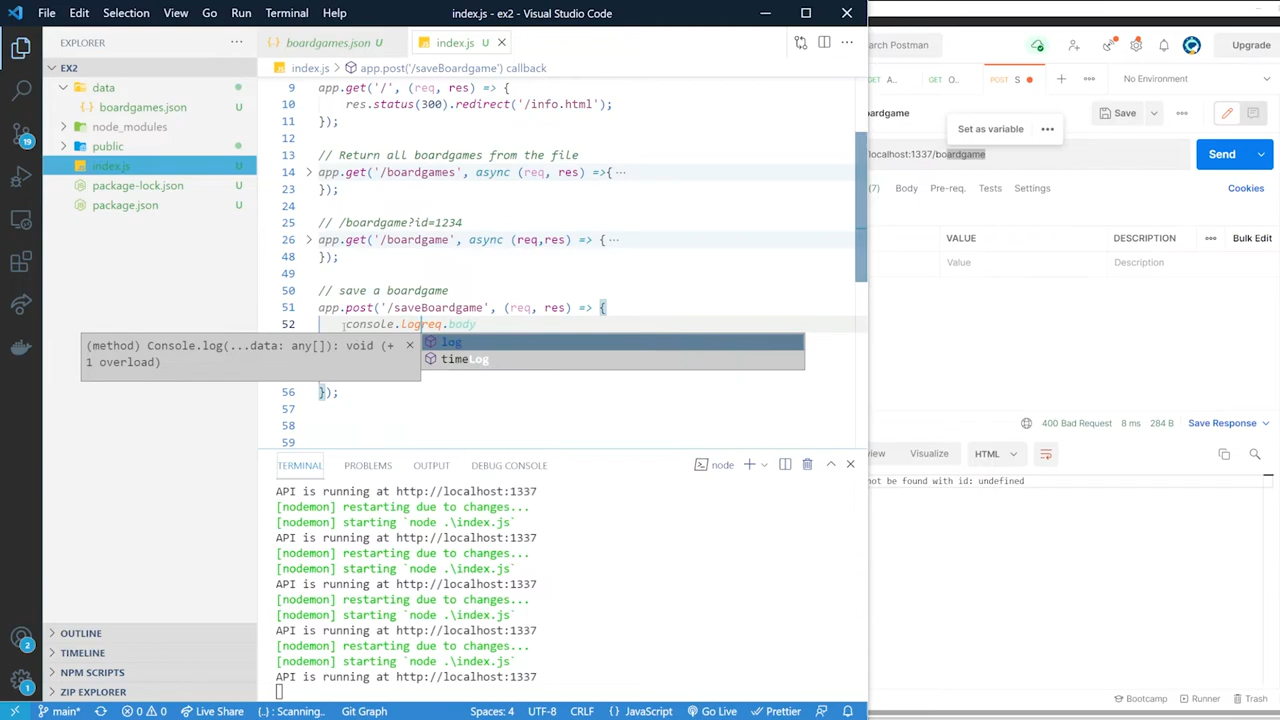 File Edit Selection View Go Run Terminal Help
index.js - ex2 - Visual Studio Code
EXPLORER
EX2
data
boardgames.json U
node_modules
public
index.js U
package-lock.json U
package.json U
OUTLINE
TIMELINE
NPM SCRIPTS
ZIP EXPLORER
19
2
1
boardgames.json U
index.js U
index.js > app.post('/saveBoardgame') callback
9 app.get('/', (req, res) => {
10 res.status(300).redirect('/info.html');
11 });
12
13 // Return all boardgames from the file
14 app.get('/boardgames', async (req, res) =>{ ...
23 });
24
25 // /boardgame?id=1234
26 app.get('/boardgame', async (req,res) => { ...
48 });
49
50 // save a boardgame
51 app.post('/saveBoardgame', (req, res) => {
52 console.logreq.body
(method) Console.log(...data: any[]): void (+
1 overload)
log
timeLog
56 });
57
58
59
TERMINAL PROBLEMS OUTPUT DEBUG CONSOLE
node
API is running at http://localhost:1337
[nodemon] restarting due to changes...
[nodemon] starting `node .\index.js`
API is running at http://localhost:1337
[nodemon] restarting due to changes...
[nodemon] starting `node .\index.js`
API is running at http://localhost:1337
[nodemon] restarting due to changes...
[nodemon] starting `node .\index.js`
API is running at http://localhost:1337
[nodemon] restarting due to changes...
[nodemon] starting `node .\index.js`
API is running at http://localhost:1337
main* 0 0 Live Share {..} : Scanning.. Git Graph
Spaces: 4 UTF-8 CRLF {} JavaScript Go Live Prettier
arch Postman
Upgrade
GET A.. GET O.. POST S
No Environment
oardgame
Set as variable
Save
localhost:1337/boardgame
Send
(7) Body Pre-req. Tests Settings
Cookies
VALUE DESCRIPTION Bulk Edit
Value Description
400 Bad Request 8 ms 284 B Save Response
view Visualize HTML
not be found with id: undefined
Bootcamp Runner Trash